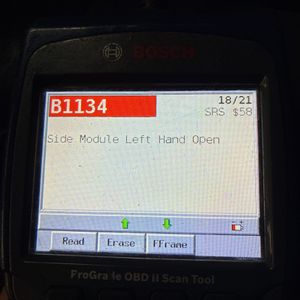 BOSCH
B1134
18/21
SRS $58
Side Module Left Hand Open
Read
Erase
FFrame
OBD II Scan Tool